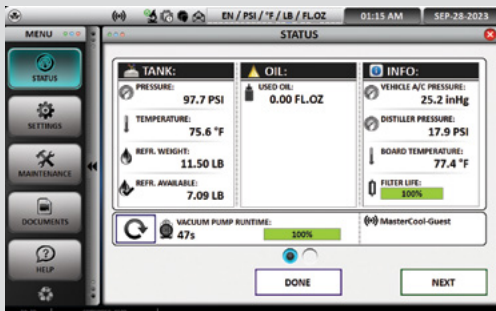 EN / PSI / °F / LB / FL.OZ
01:15 AM
SEP-28-2023
MENU
STATUS
STATUS
SETTINGS
MAINTENANCE
DOCUMENTS
HELP
TANK:
PRESSURE:
97.7 PSI
TEMPERATURE:
75.6 °F
REFR. WEIGHT:
11.50 LB
REFR. AVAILABLE:
7.09 LB
OIL:
USED OIL:
0.00 FL.OZ
INFO:
VEHICLE A/C PRESSURE:
25.2 inHg
DISTILLER PRESSURE:
17.9 PSI
BOARD TEMPERATURE:
77.4 °F
FILTER LIFE:
100%
VACUUM PUMP RUNTIME:
47s
100%
MasterCool-Guest
DONE
NEXT